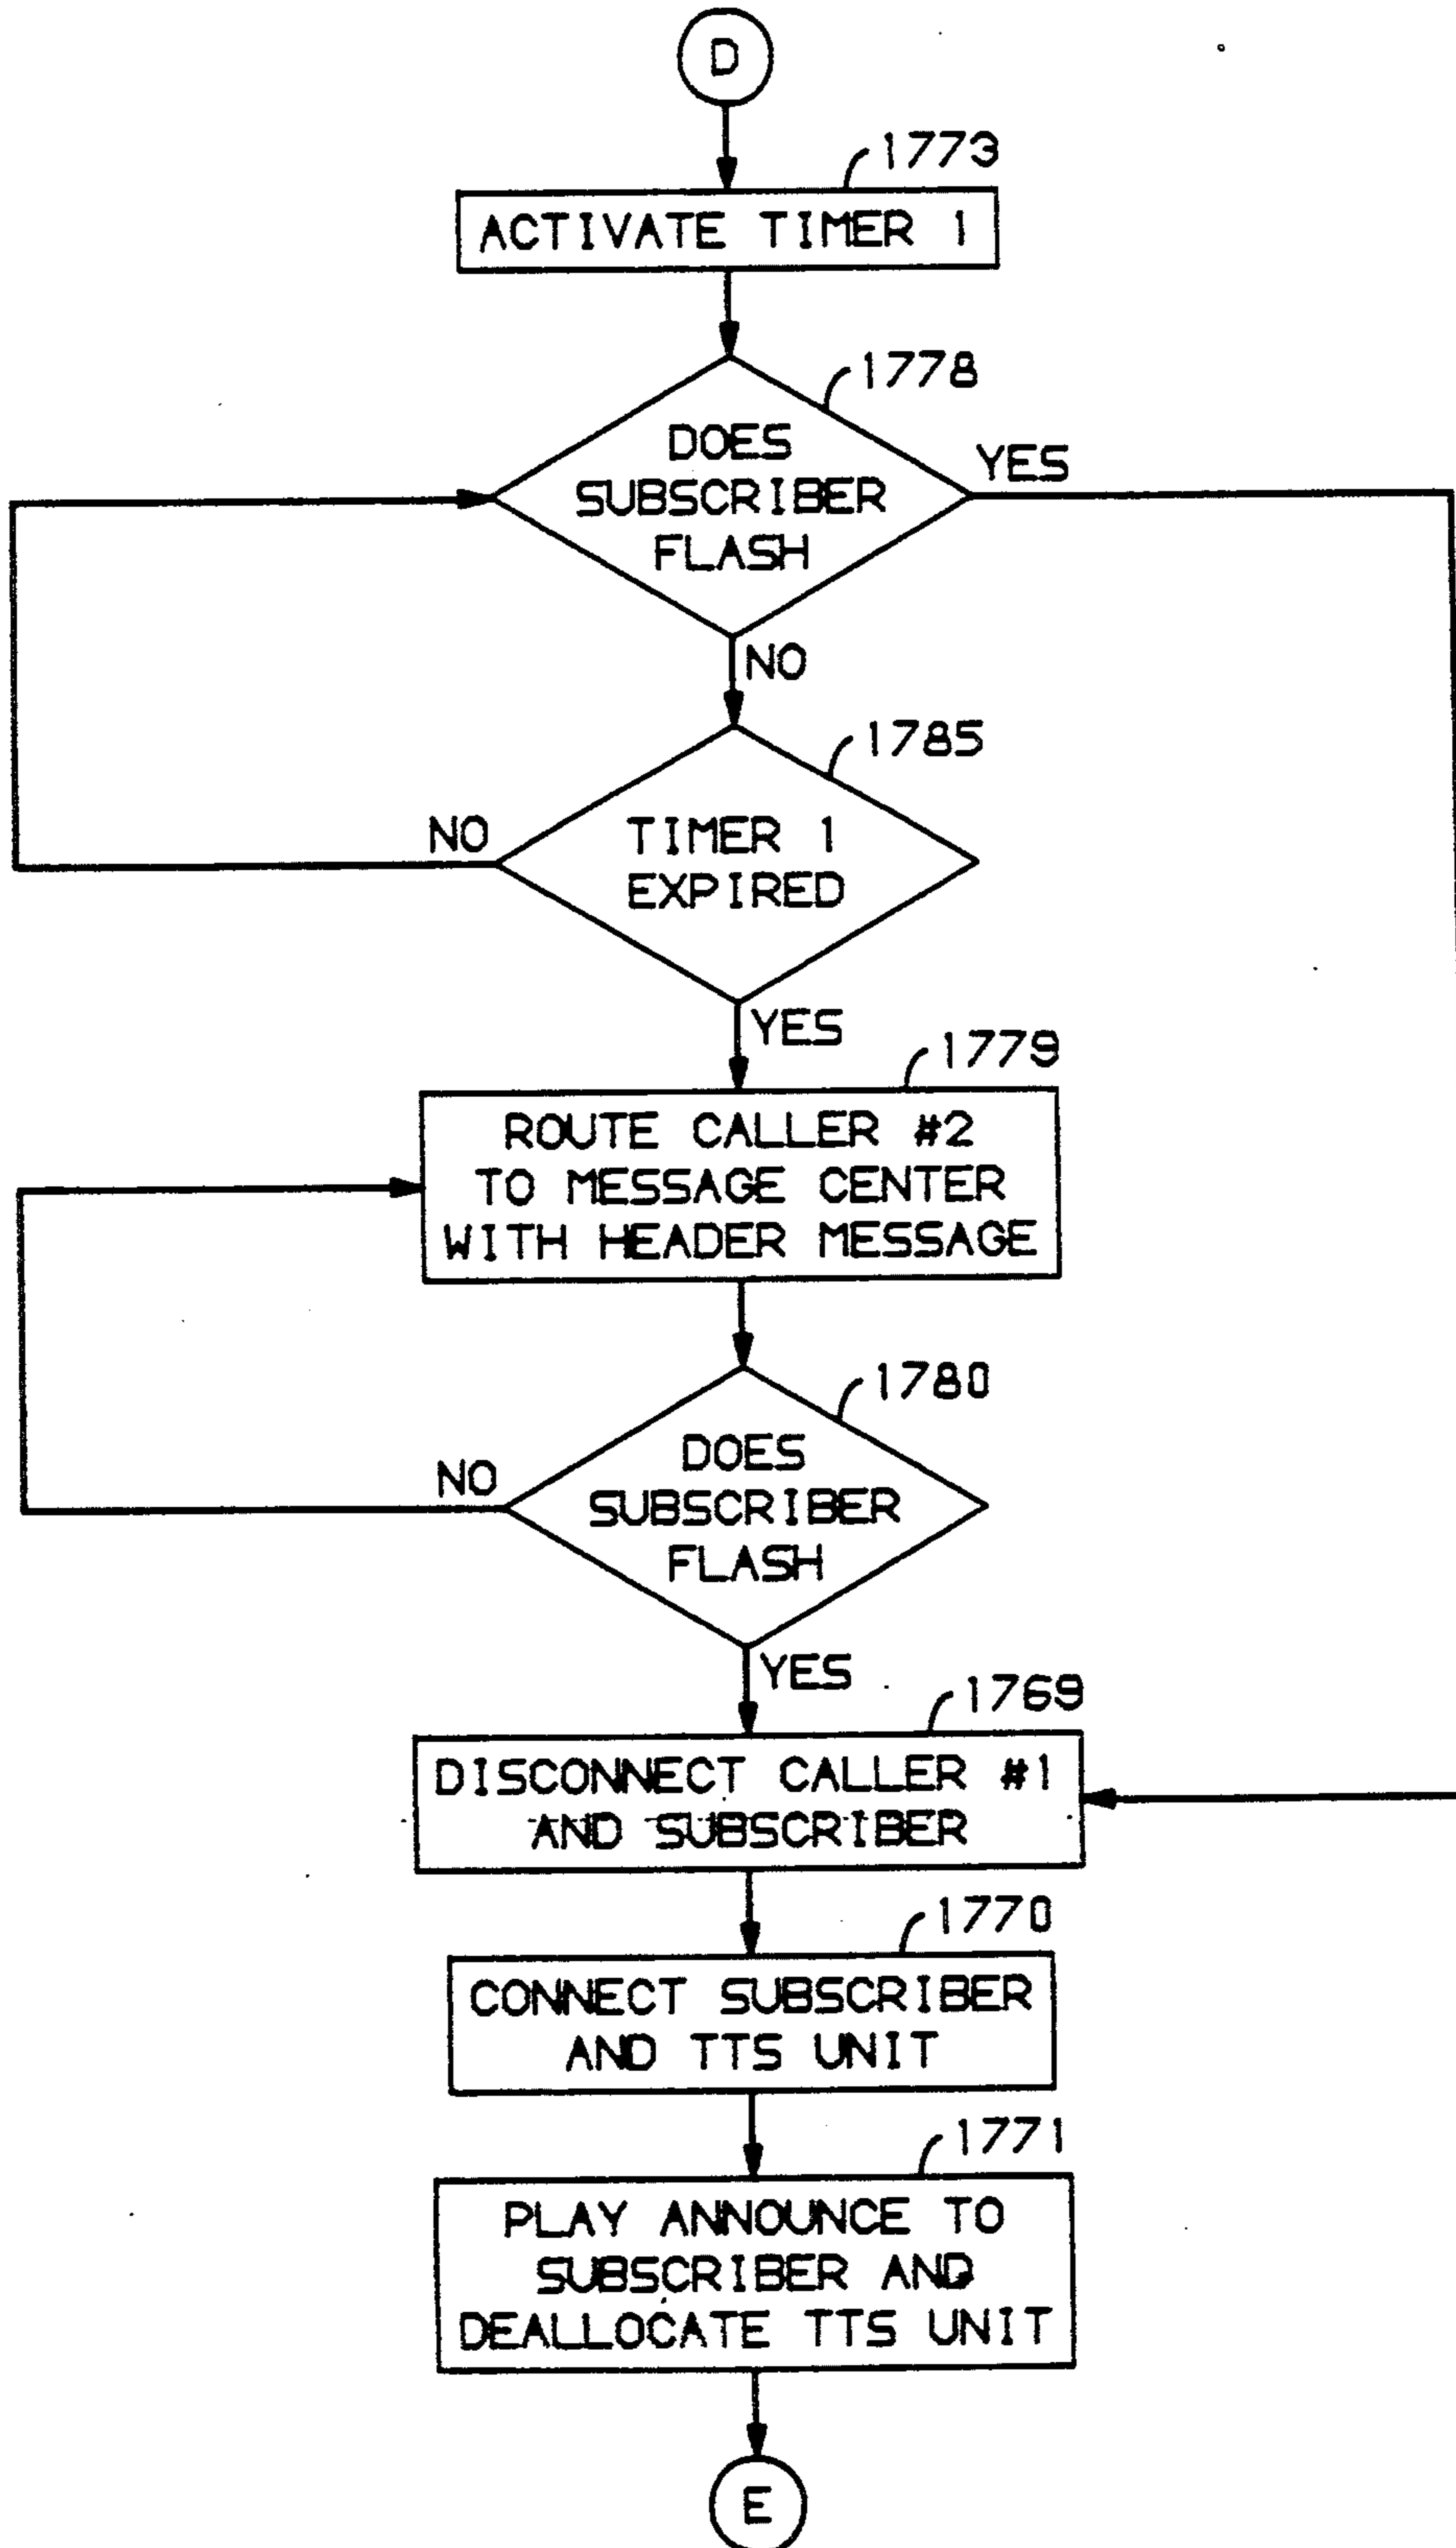 D
1773
ACTIVATE TIMER 1
1778
DOES
SUBSCRIBER
FLASH
YES
NO
1785
TIMER 1
EXPIRED
NO
YES
1779
ROUTE CALLER #2
TO MESSAGE CENTER
WITH HEADER MESSAGE
1780
DOES
SUBSCRIBER
FLASH
NO
YES
1769
DISCONNECT CALLER #1
AND SUBSCRIBER
1770
CONNECT SUBSCRIBER
AND TTS UNIT
1771
PLAY ANNOUNCE TO
SUBSCRIBER AND
DEALLOCATE TTS UNIT
E